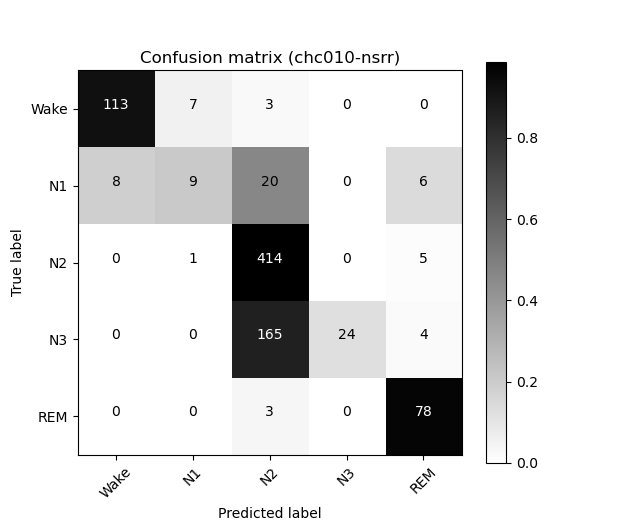 Confusion matrix (chc010-nsrr)
True label
Wake 113 7 3 0 0
N1 8 9 20 0 6
N2 0 1 414 0 5
N3 0 0 165 24 4
REM 0 0 3 0 78
Wake N1 N2 N3 REM
Predicted label
0.8
0.6
0.4
0.2
0.0